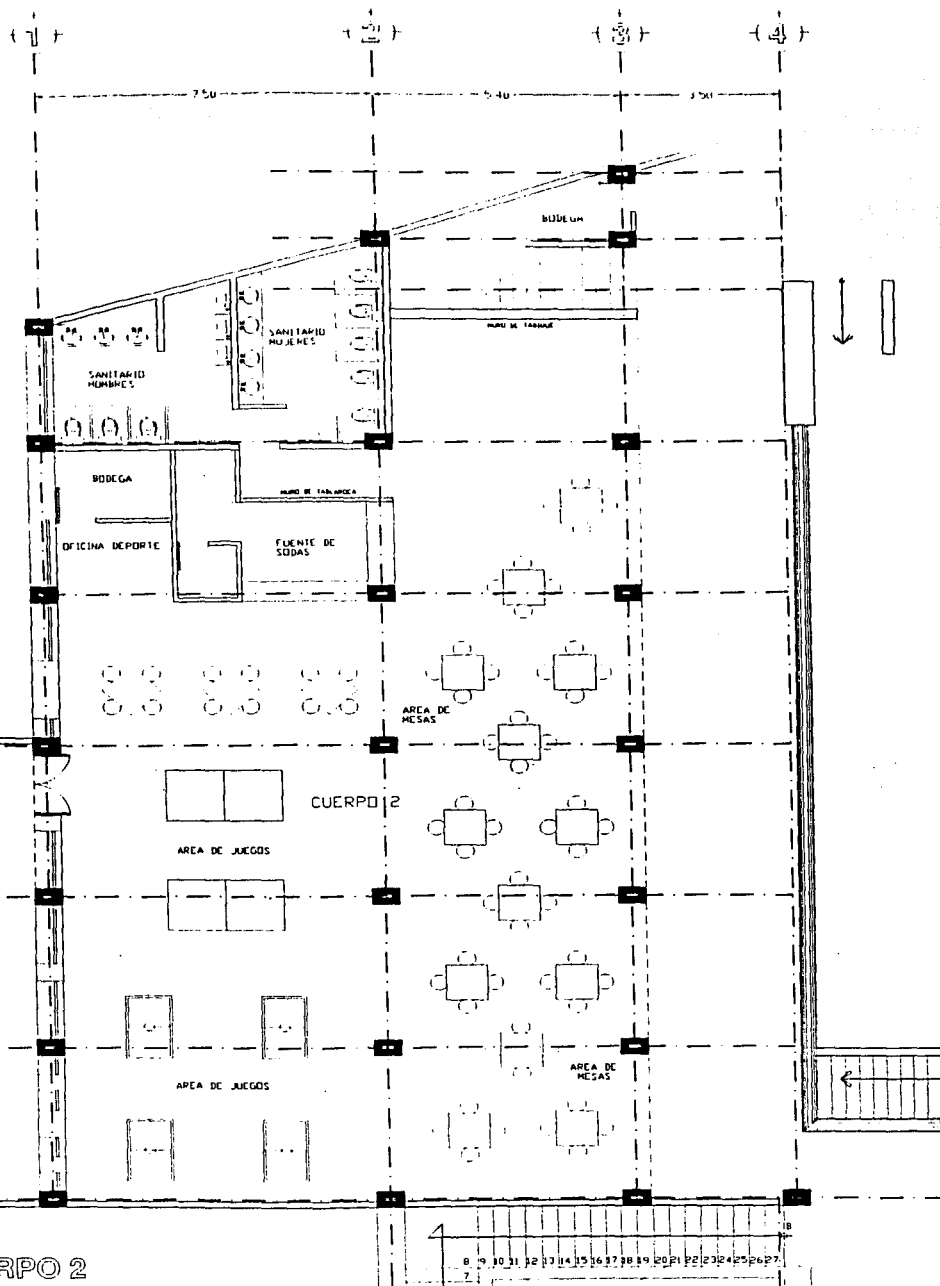 (1) (2) (3) (4)
7.50 5.40 3.50
BODEGA
MURO DE TABIQUE
SANITARIO
MUJERES
SANITARIO
HOMBRES
BODEGA
MURO DE TABLAROCA
OFICINA DEPORTE
FUENTE DE
SODAS
AREA DE
MESAS
CUERPO 2
AREA DE JUEGOS
AREA DE JUEGOS
AREA DE
MESAS
8 9 10 11 12 13 14 15 16 17 18 19 20 21 22 23 24 25 26 27
7
RPO 2